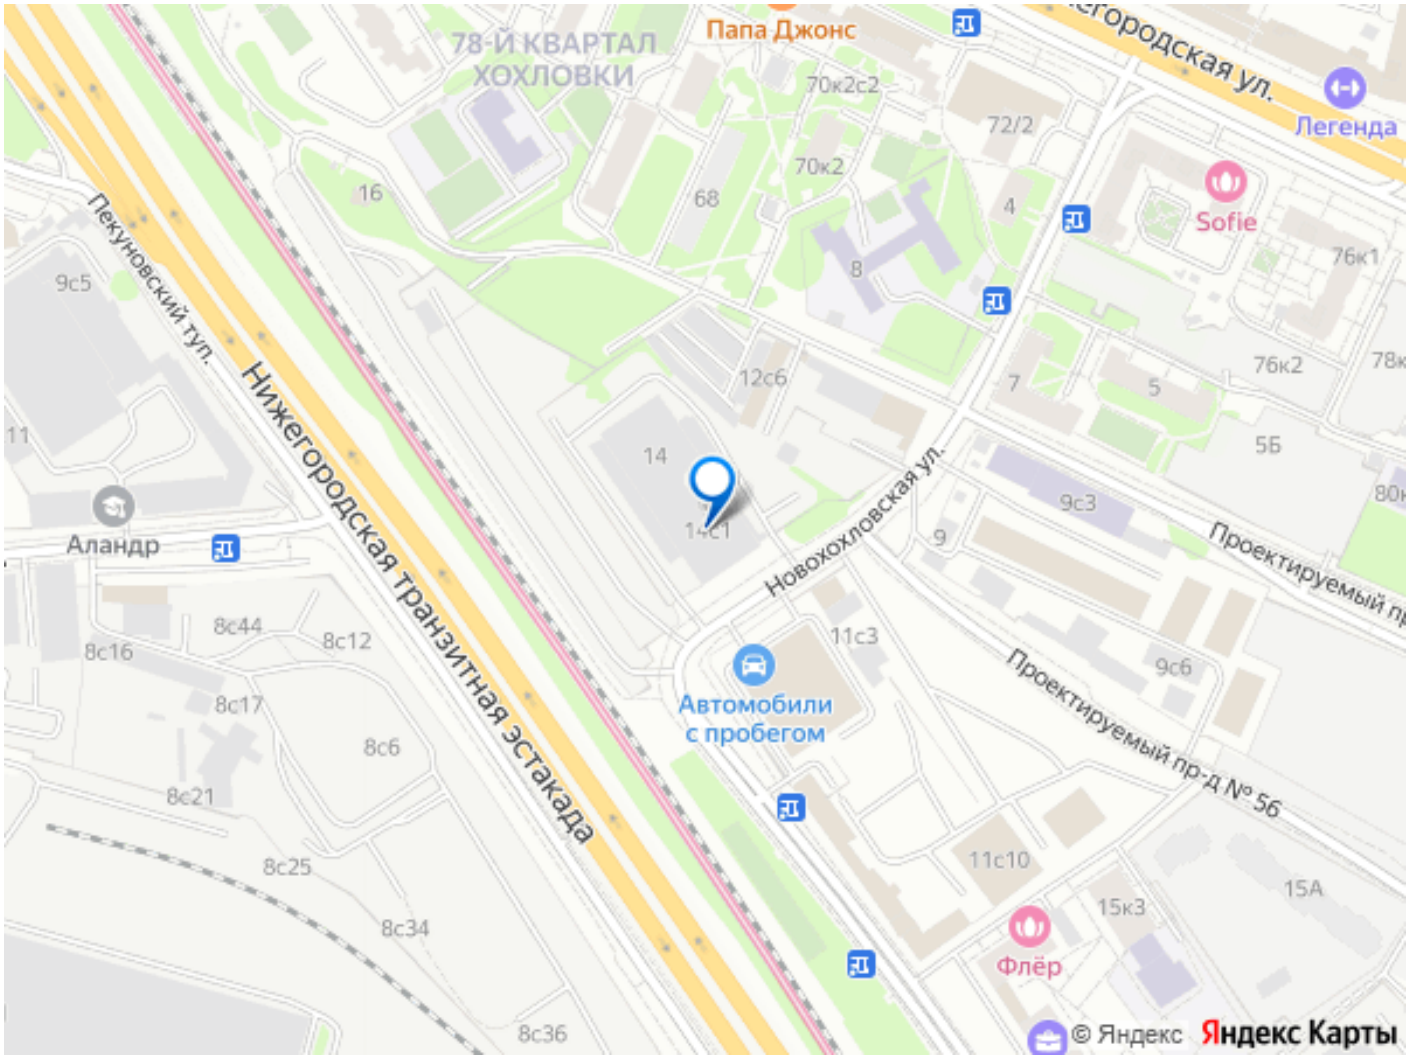 Папа Джонс
78-Й КВАРТАЛ
ХОХЛОВКИ
70к2с2
городская ул.
Легенда
72/2
70к2
16
68
4
Sofie
76к1
Пекуновский туп.
9с5
8
12с6
7
5
76к2
78к
Нижегородская транзитная эстакада
11
14
5Б
Новохохловская ул.
9с3
80к
Аландр
14с1
9
Проектируемый пр
8с44
8с12
11с3
8с16
Проектируемый пр-д № 56
9с6
8с17
Автомобили
с пробегом
8с6
8с21
8с25
11с10
15А
15к3
8с34
Флёр
8с36
© Яндекс Яндекс Карты